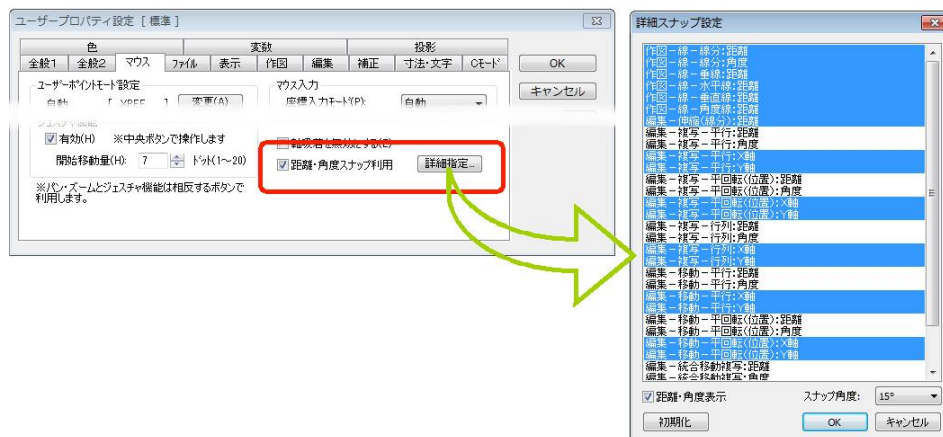 ユーザープロパティ設定 [ 標準 ]
色 変数 投影
全般1 全般2 マウス ファイル 表示 作図 編集 補正 寸法・文字 Cモード
ユーザーポイントモード設定
自動 [ XPEF ] 変更(A)
マウス入力
座標入力モード(P): 自動
OK
キャンセル
有効(H) ※中央ボタンで操作します
開始移動量(H): 7 ドット(1~20)
※パン・ズームとジェスチャ機能は相反するボタンで
利用します。
軸吸着を無効とする(Z)
距離・角度スナップ利用 詳細指定...
詳細スナップ設定
作図-線-線分:距離
作図-線-線分:角度
作図-線-垂線:距離
作図-線-水平線:距離
作図-線-垂直線:距離
作図-線-角度線:距離
編集-伸縮(線分):距離
編集-複写-平行:距離
編集-複写-平行:角度
編集-複写-平行:X軸
編集-複写-平行:Y軸
編集-複写-平回転(位置):距離
編集-複写-平回転(位置):角度
編集-複写-平回転(位置):X軸
編集-複写-平回転(位置):Y軸
編集-複写-行列:距離
編集-複写-行列:角度
編集-複写-行列:X軸
編集-複写-行列:Y軸
編集-移動-平行:距離
編集-移動-平行:角度
編集-移動-平行:X軸
編集-移動-平行:Y軸
編集-移動-平回転(位置):距離
編集-移動-平回転(位置):角度
編集-移動-平回転(位置):X軸
編集-移動-平回転(位置):Y軸
編集-統合移動複写:距離
編集-統合移動複写:角度
距離・角度表示 スナップ角度: 15°
初期化 OK キャンセル